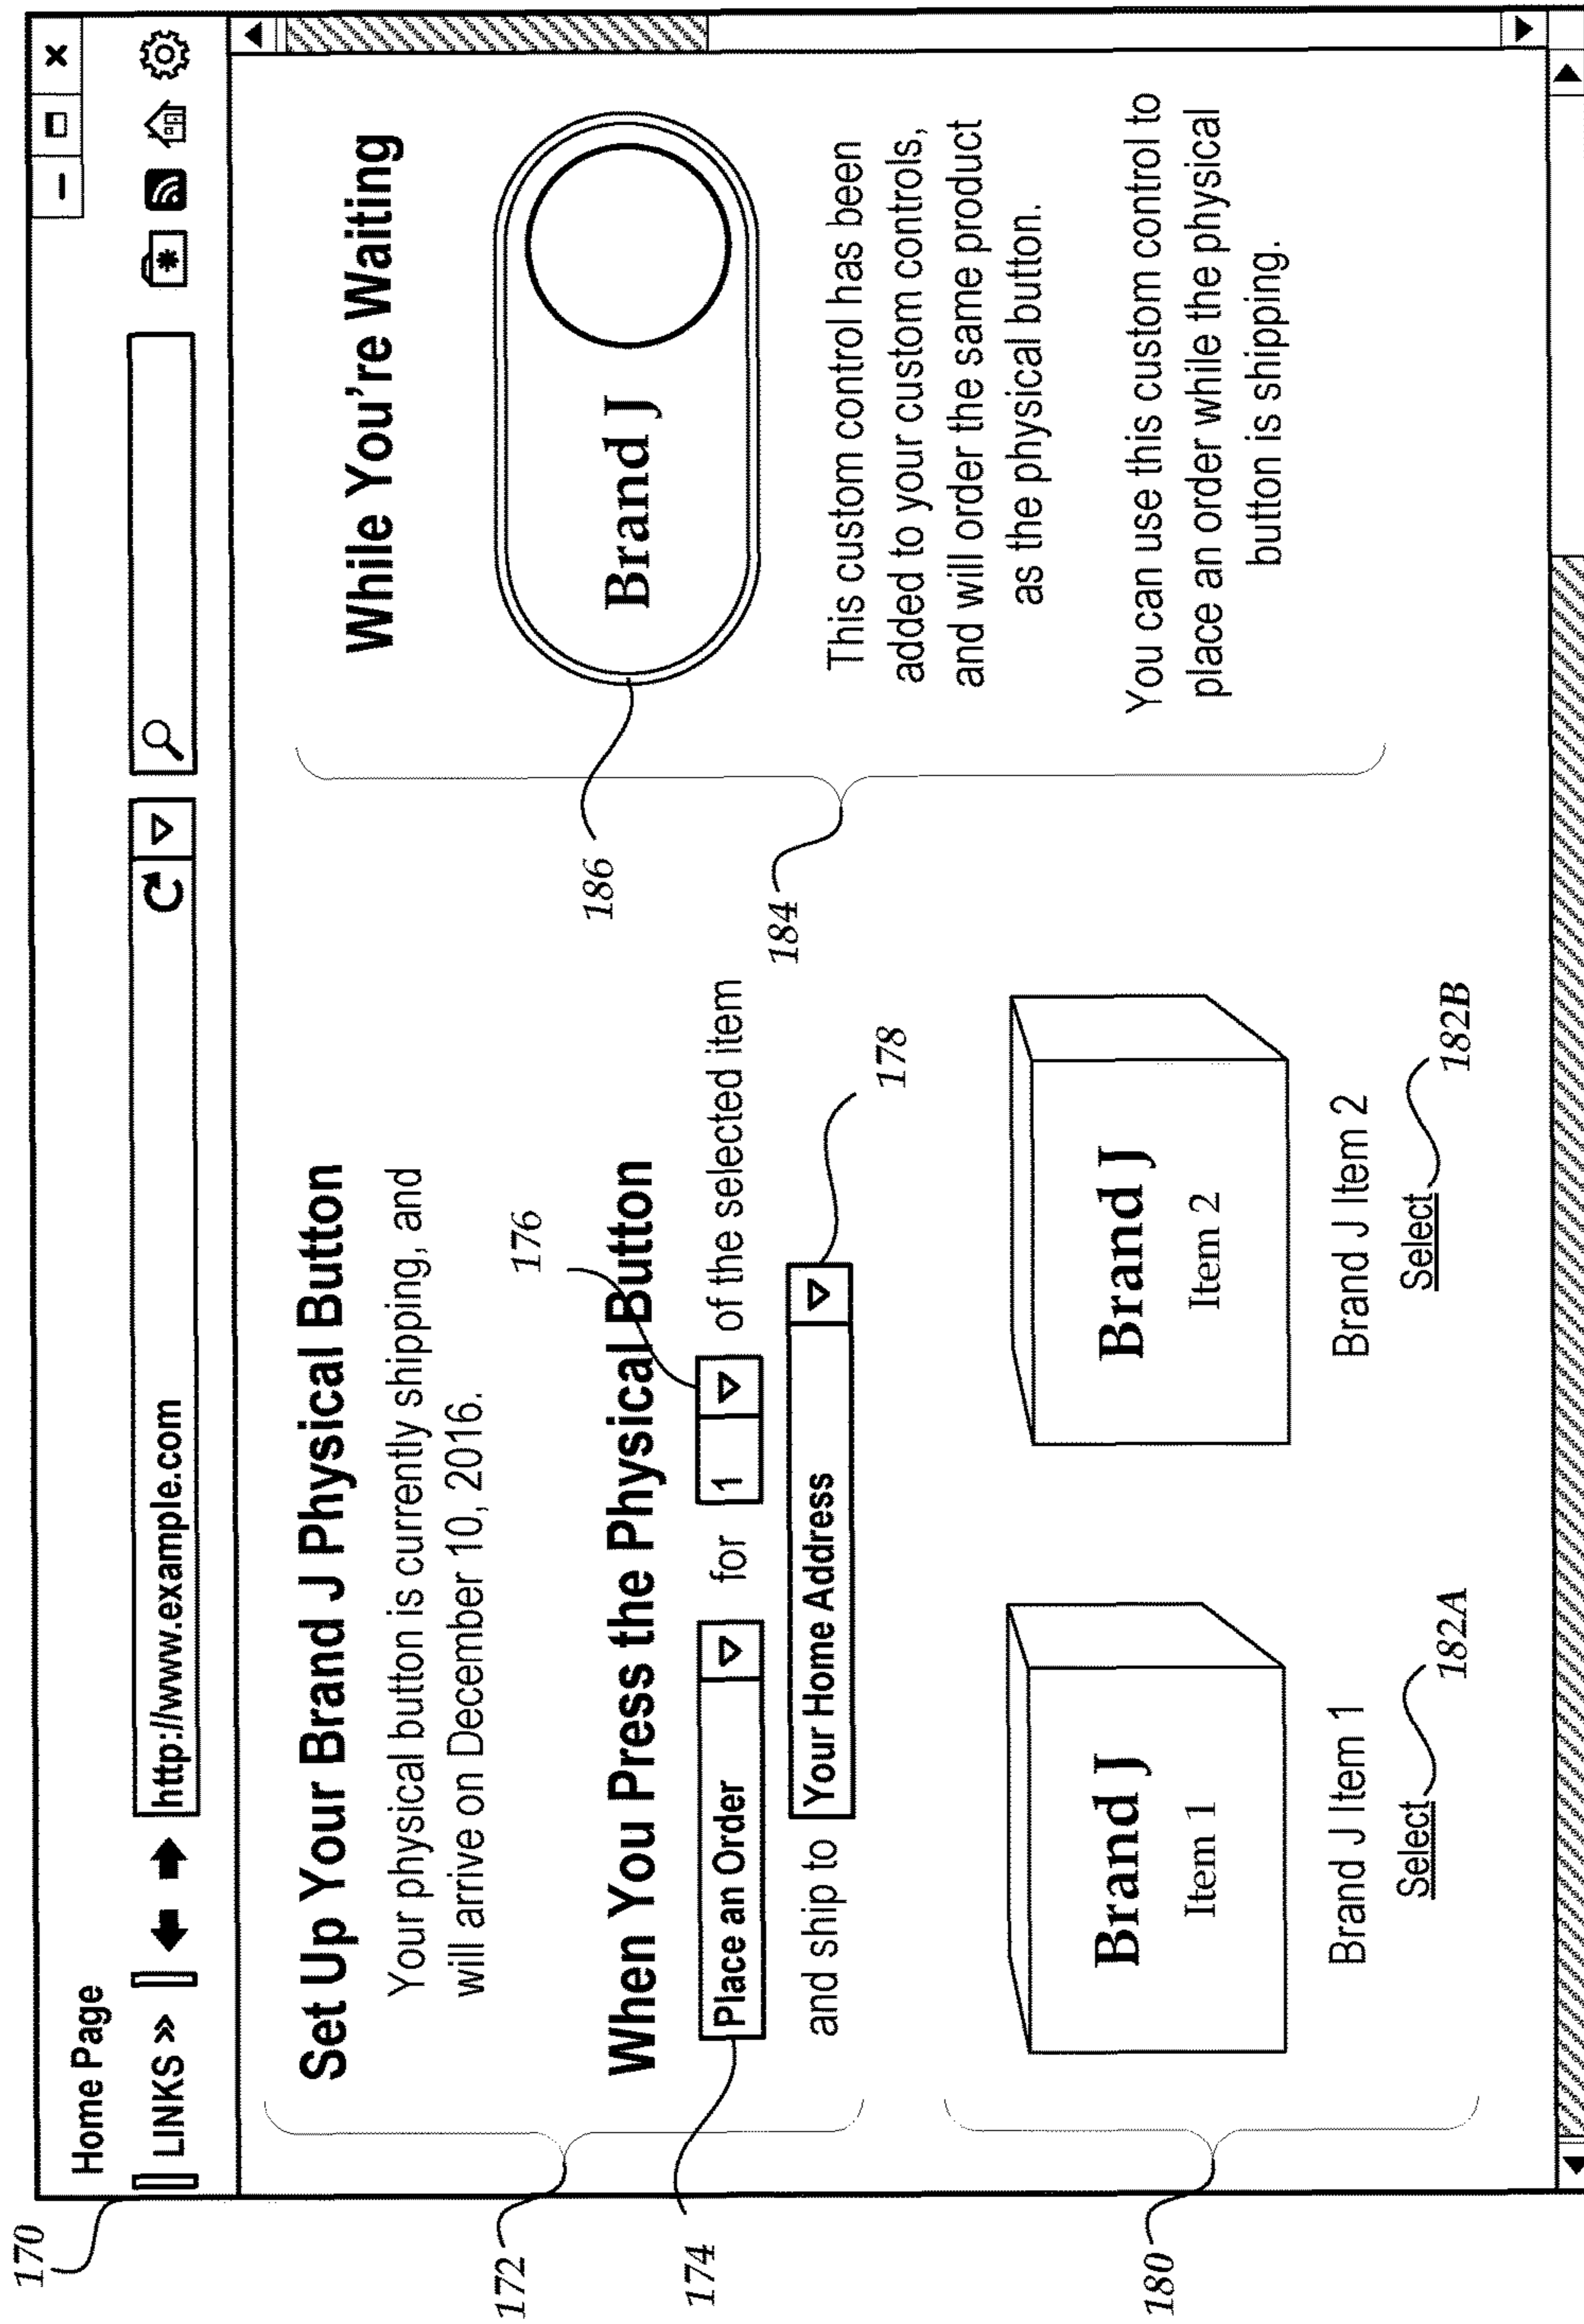 170
Home Page
LINKS »
http://www.example.com
172
Set Up Your Brand J Physical Button
Your physical button is currently shipping, and
will arrive on December 10, 2016.
176
When You Press the Physical Button
174
Place an Order for 1 of the selected item
and ship to Your Home Address
178
180
Brand J
Item 1
Brand J Item 1
Select
182A
Brand J
Item 2
Brand J Item 2
Select
182B
184
While You're Waiting
186
Brand J
This custom control has been
added to your custom controls,
and will order the same product
as the physical button.
You can use this custom control to
place an order while the physical
button is shipping.